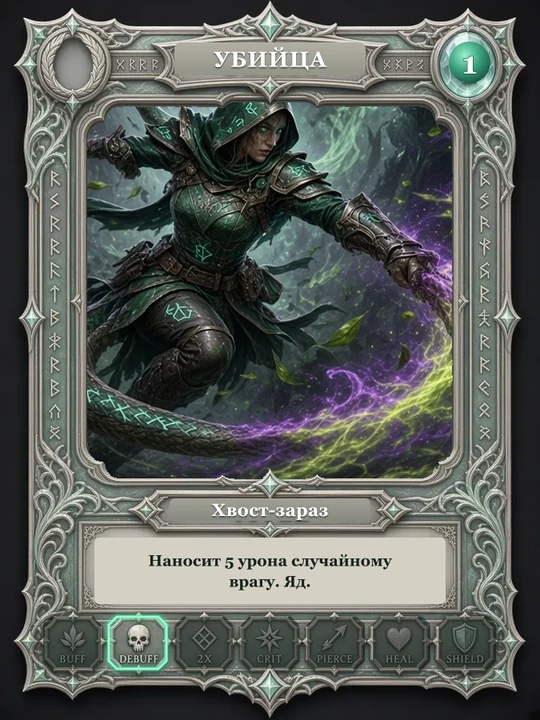 УБИЙЦА
1
Хвост-зараз
Наносит 5 урона случайному
врагу. Яд.
BUFF
DEBUFF
2X
CRIT
PIERCE
HEAL
SHIELD